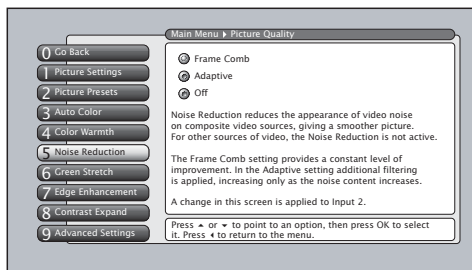 Main Menu ▸ Picture Quality
0 Go Back
1 Picture Settings
2 Picture Presets
3 Auto Color
4 Color Warmth
5 Noise Reduction
6 Green Stretch
7 Edge Enhancement
8 Contrast Expand
9 Advanced Settings
Frame Comb
Adaptive
Off
Noise Reduction reduces the appearance of video noise
on composite video sources, giving a smoother picture.
For other sources of video, the Noise Reduction is not active.
The Frame Comb setting provides a constant level of
improvement. In the Adaptive setting additional filtering
is applied, increasing only as the noise content increases.
A change in this screen is applied to Input 2.
Press ▲ or ▼ to point to an option, then press OK to select
it. Press ◂ to return to the menu.